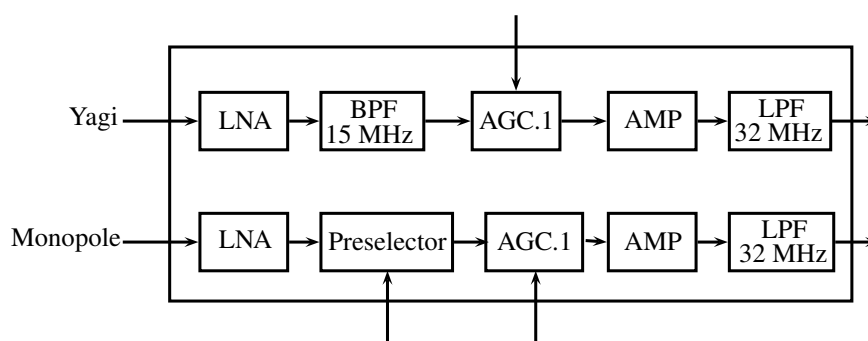 Yagi
LNA
BPF
15 MHz
AGC.1
AMP
LPF
32 MHz
Monopole
LNA
Preselector
AGC.1
AMP
LPF
32 MHz